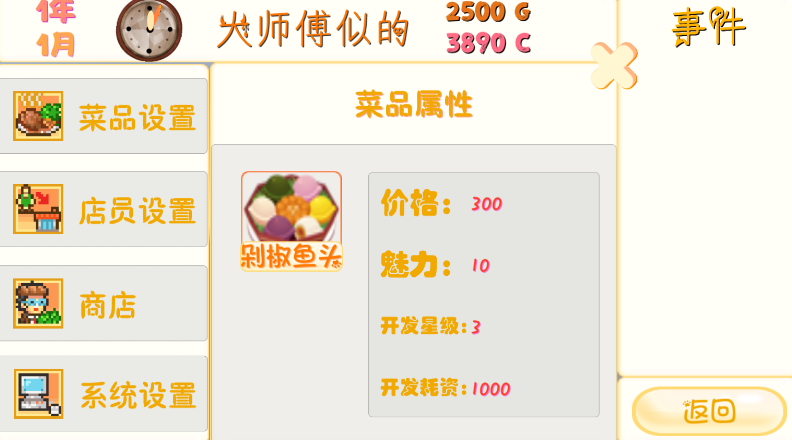 1年
1月
火师傅似的
2500 G
3890 C
事件
菜品设置
店员设置
商店
系统设置
菜品属性
剁椒鱼头
价格：300
魅力：10
开发星级：3
开发耗资：1000
返回